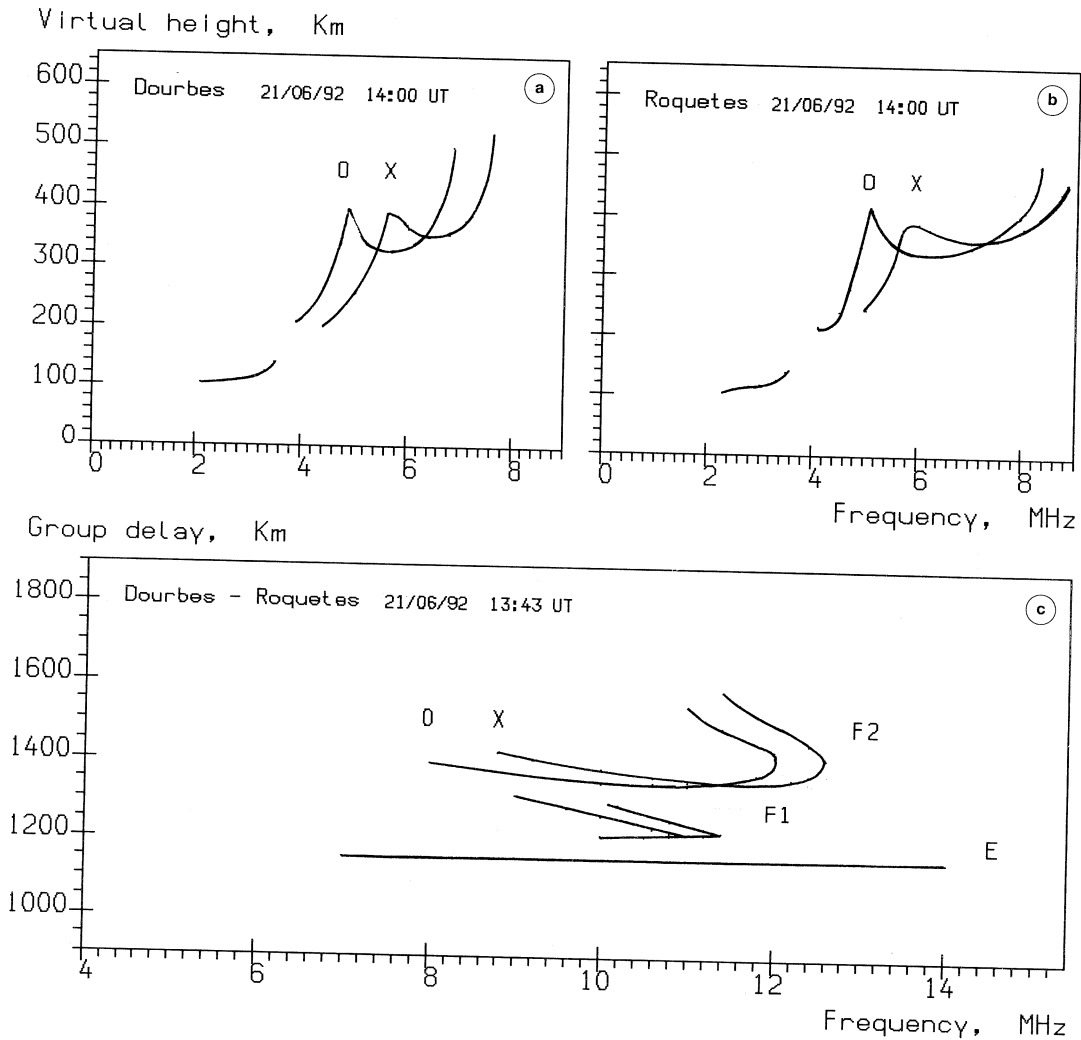 Virtual height, Km
600
500
400
300
200
100
0
Dourbes 21/06/92 14:00 UT
a
O X
0 2 4 6 8
Roquetes 21/06/92 14:00 UT
b
O X
0 2 4 6 8
Frequency, MHz
Group delay, Km
1800
1600
1400
1200
1000
Dourbes - Roquetes 21/06/92 13:43 UT
c
O X
F2
F1
E
4 6 8 10 12 14
Frequency, MHz